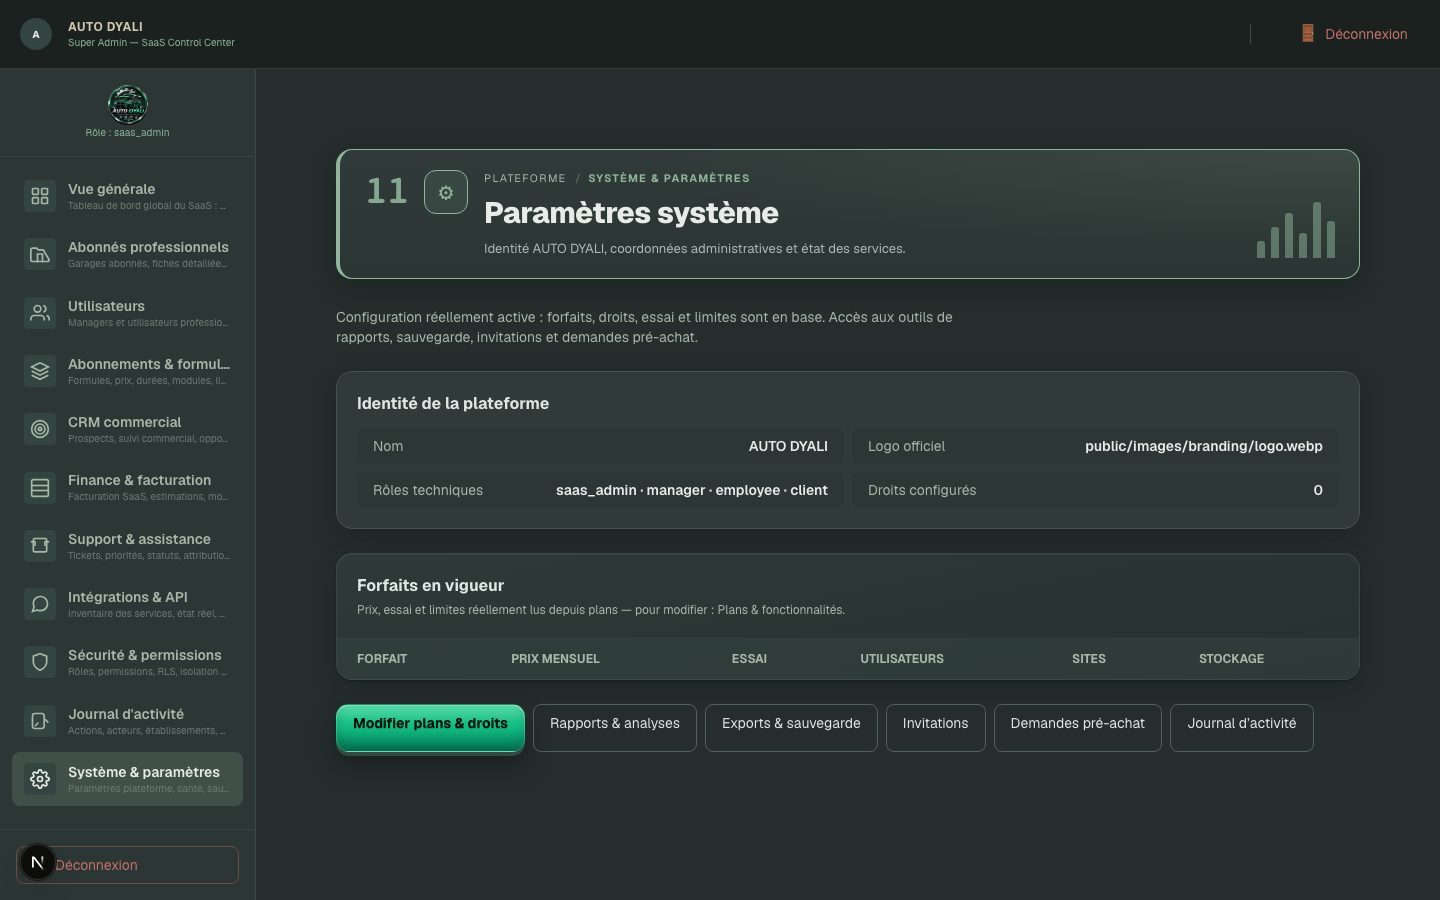 A
AUTO DYALI
Super Admin — SaaS Control Center
Déconnexion
AUTO DYALI
Rôle : saas_admin
Vue générale
Tableau de bord global du SaaS : ...
Abonnés professionnels
Garages abonnés, fiches détaillée...
Utilisateurs
Managers et utilisateurs professio...
Abonnements & formul...
Formules, prix, durées, modules, li...
CRM commercial
Prospects, suivi commercial, oppo...
Finance & facturation
Facturation SaaS, estimations, mo...
Support & assistance
Tickets, priorités, statuts, attributio...
Intégrations & API
Inventaire des services, état réel, ...
Sécurité & permissions
Rôles, permissions, RLS, isolation ...
Journal d'activité
Actions, acteurs, établissements, ...
Système & paramètres
Paramètres plateforme, santé, sau...
N
Déconnexion
11
PLATEFORME / SYSTÈME & PARAMÈTRES
Paramètres système
Identité AUTO DYALI, coordonnées administratives et état des services.
Configuration réellement active : forfaits, droits, essai et limites sont en base. Accès aux outils de
rapports, sauvegarde, invitations et demandes pré-achat.
Identité de la plateforme
Nom AUTO DYALI
Logo officiel public/images/branding/logo.webp
Rôles techniques saas_admin · manager · employee · client
Droits configurés 0
Forfaits en vigueur
Prix, essai et limites réellement lus depuis plans — pour modifier : Plans & fonctionnalités.
FORFAIT PRIX MENSUEL ESSAI UTILISATEURS SITES STOCKAGE
Modifier plans & droits Rapports & analyses Exports & sauvegarde Invitations Demandes pré-achat Journal d'activité